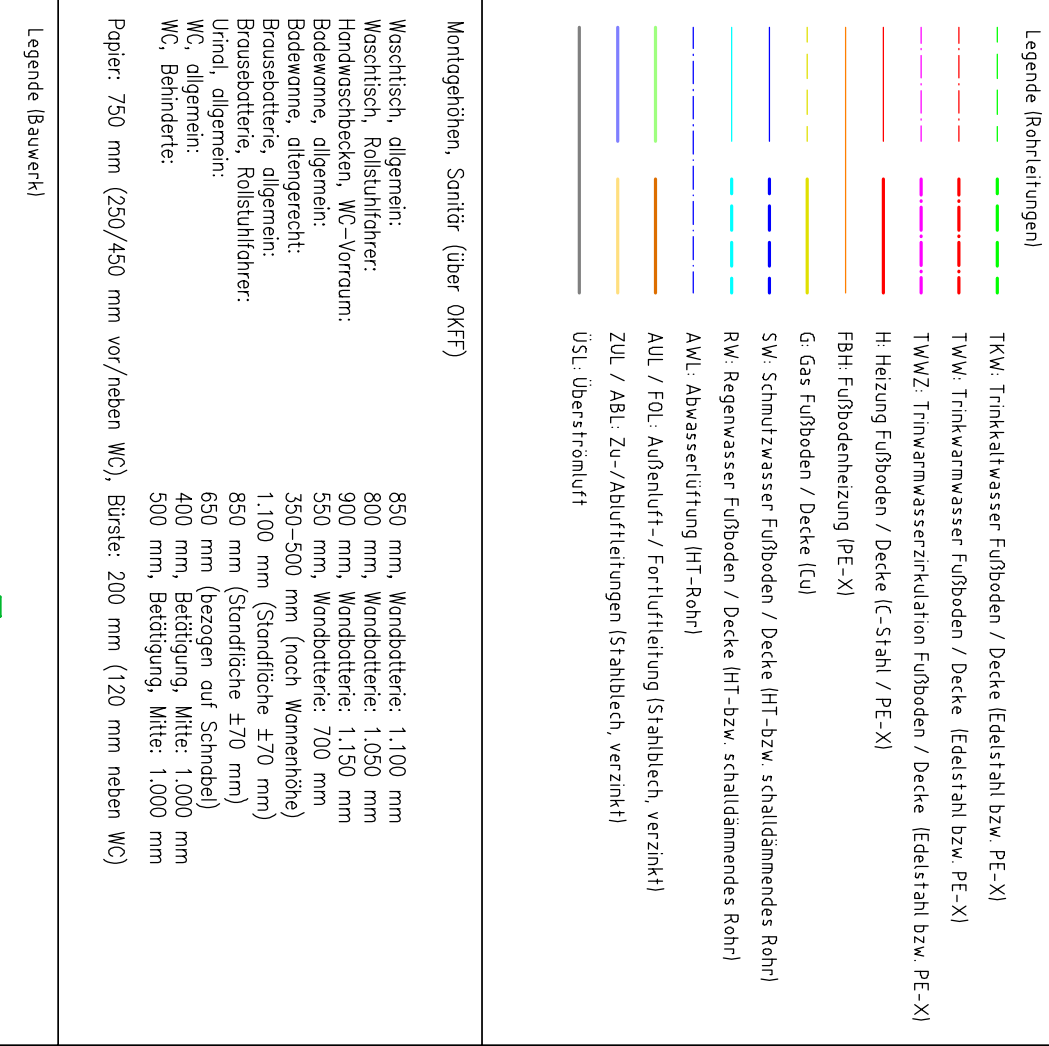 Legende (Rohrleitungen)
TKW: Trinkkaltwasser Fußboden / Decke (Edelstahl bzw. PE-X)
TWW: Trinkwarmwasser Fußboden / Decke (Edelstahl bzw. PE-X)
TWWZ: Trinwarmwasserzirkulation Fußboden / Decke (Edelstahl bzw. PE-X)
H: Heizung Fußboden / Decke (C-Stahl / PE-X)
FBH: Fußbodenheizung (PE-X)
G: Gas Fußboden / Decke (Cu)
SW: Schmutzwasser Fußboden / Decke (HT-bzw. schalldämmendes Rohr)
RW: Regenwasser Fußboden / Decke (HT-bzw. schalldämmendes Rohr)
AWL: Abwasserlüftung (HT-Rohr)
AUL / FOL: Außenluft-/ Fortluftleitung (Stahlblech, verzinkt)
ZUL / ABL: Zu-/Abluftleitungen (Stahlblech, verzinkt)
ÜSL: Überströmluft
Montagehöhen, Sanitär (über OKFF)
Waschtisch, allgemein: 850 mm, Wandbatterie: 1.100 mm
Waschtisch, Rollstuhlfahrer: 800 mm, Wandbatterie: 1.050 mm
Handwaschbecken, WC-Vorraum: 900 mm, Wandbatterie: 1.150 mm
Badewanne, allgemein: 550 mm, Wandbatterie: 700 mm
Badewanne, altengerecht: 350-500 mm (nach Wannenhöhe)
Brausebatterie, allgemein: 1.100 mm (Standfläche ±70 mm)
Brausebatterie, Rollstuhlfahrer: 850 mm (Standfläche ±70 mm)
Urinal, allgemein: 650 mm (bezogen auf Schnabel)
WC, allgemein: 400 mm, Betätigung, Mitte: 1.000 mm
WC, Behinderte: 500 mm, Betätigung, Mitte: 1.000 mm
Papier: 750 mm (250/450 mm vor/neben WC), Bürste: 200 mm (120 mm neben WC)
Legende (Bauwerk)